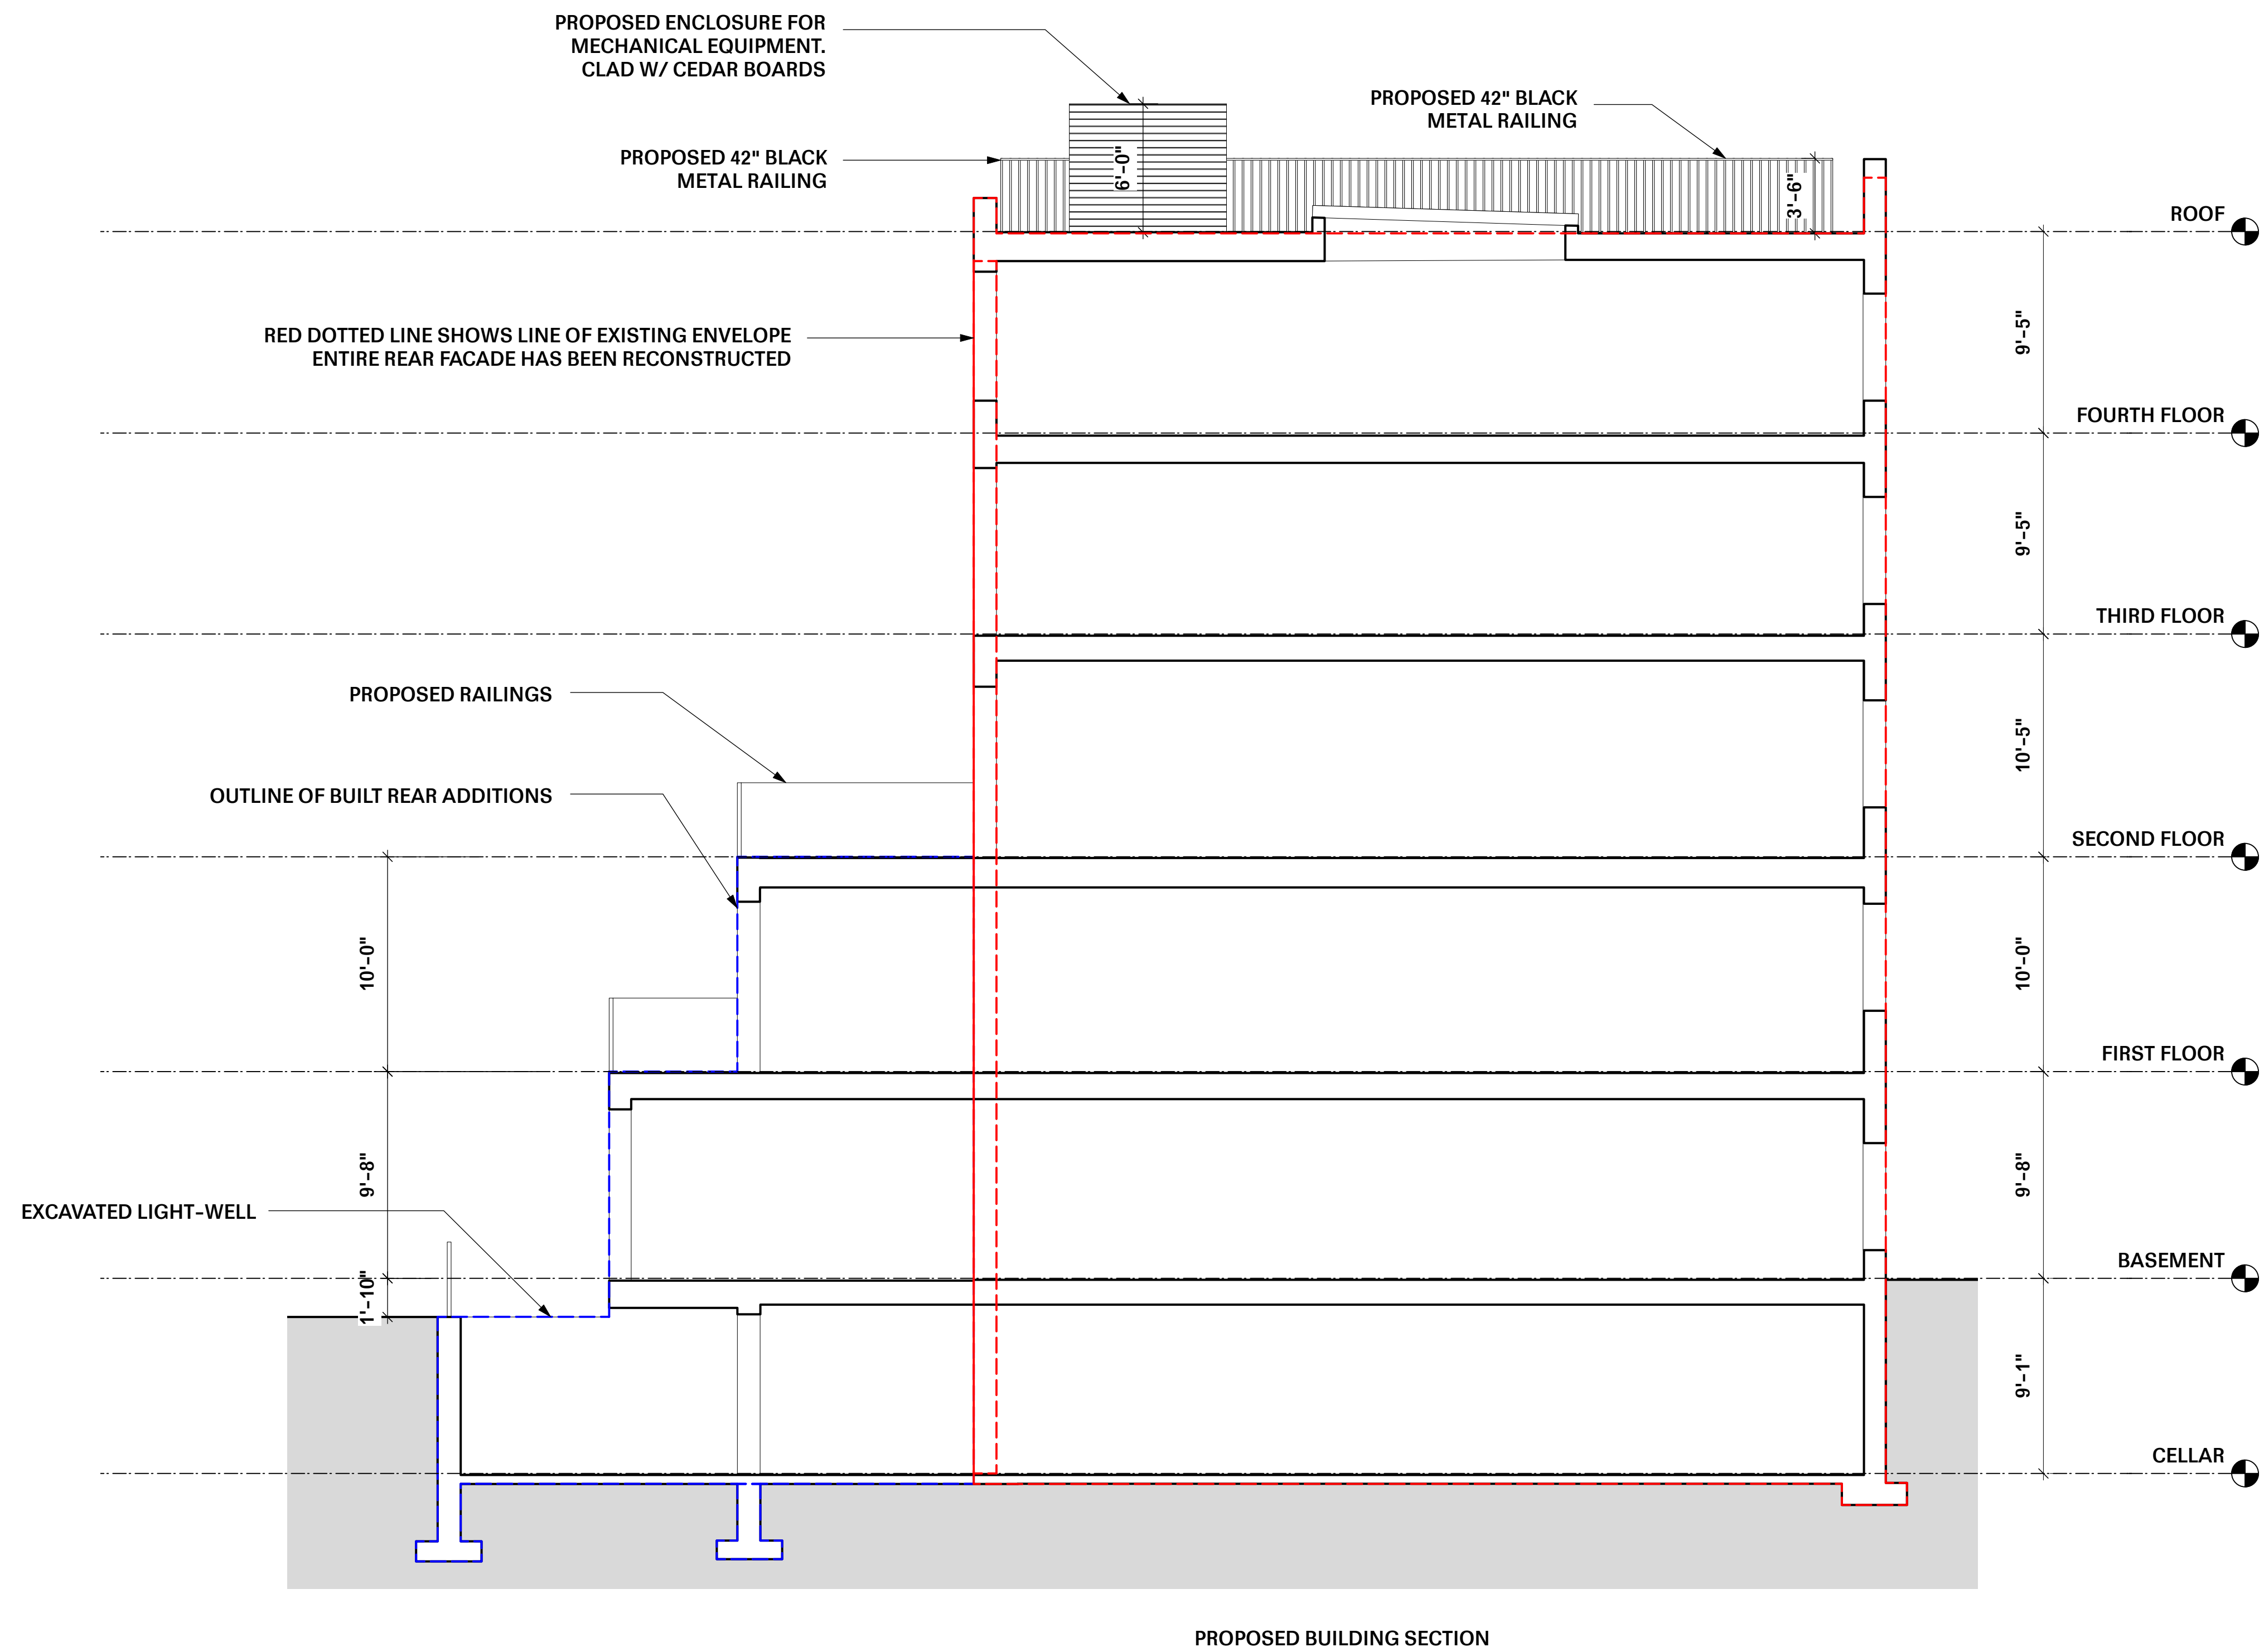 PROPOSED ENCLOSURE FOR
MECHANICAL EQUIPMENT.
CLAD W/ CEDAR BOARDS
PROPOSED 42" BLACK
METAL RAILING
PROPOSED 42" BLACK
METAL RAILING
6'-0"
3'-6"
ROOF
9'-5"
RED DOTTED LINE SHOWS LINE OF EXISTING ENVELOPE
ENTIRE REAR FACADE HAS BEEN RECONSTRUCTED
FOURTH FLOOR
9'-5"
THIRD FLOOR
PROPOSED RAILINGS
10'-5"
OUTLINE OF BUILT REAR ADDITIONS
SECOND FLOOR
10'-0"
10'-0"
FIRST FLOOR
9'-8"
9'-8"
EXCAVATED LIGHT-WELL
BASEMENT
1'-10"
9'-1"
CELLAR
PROPOSED BUILDING SECTION